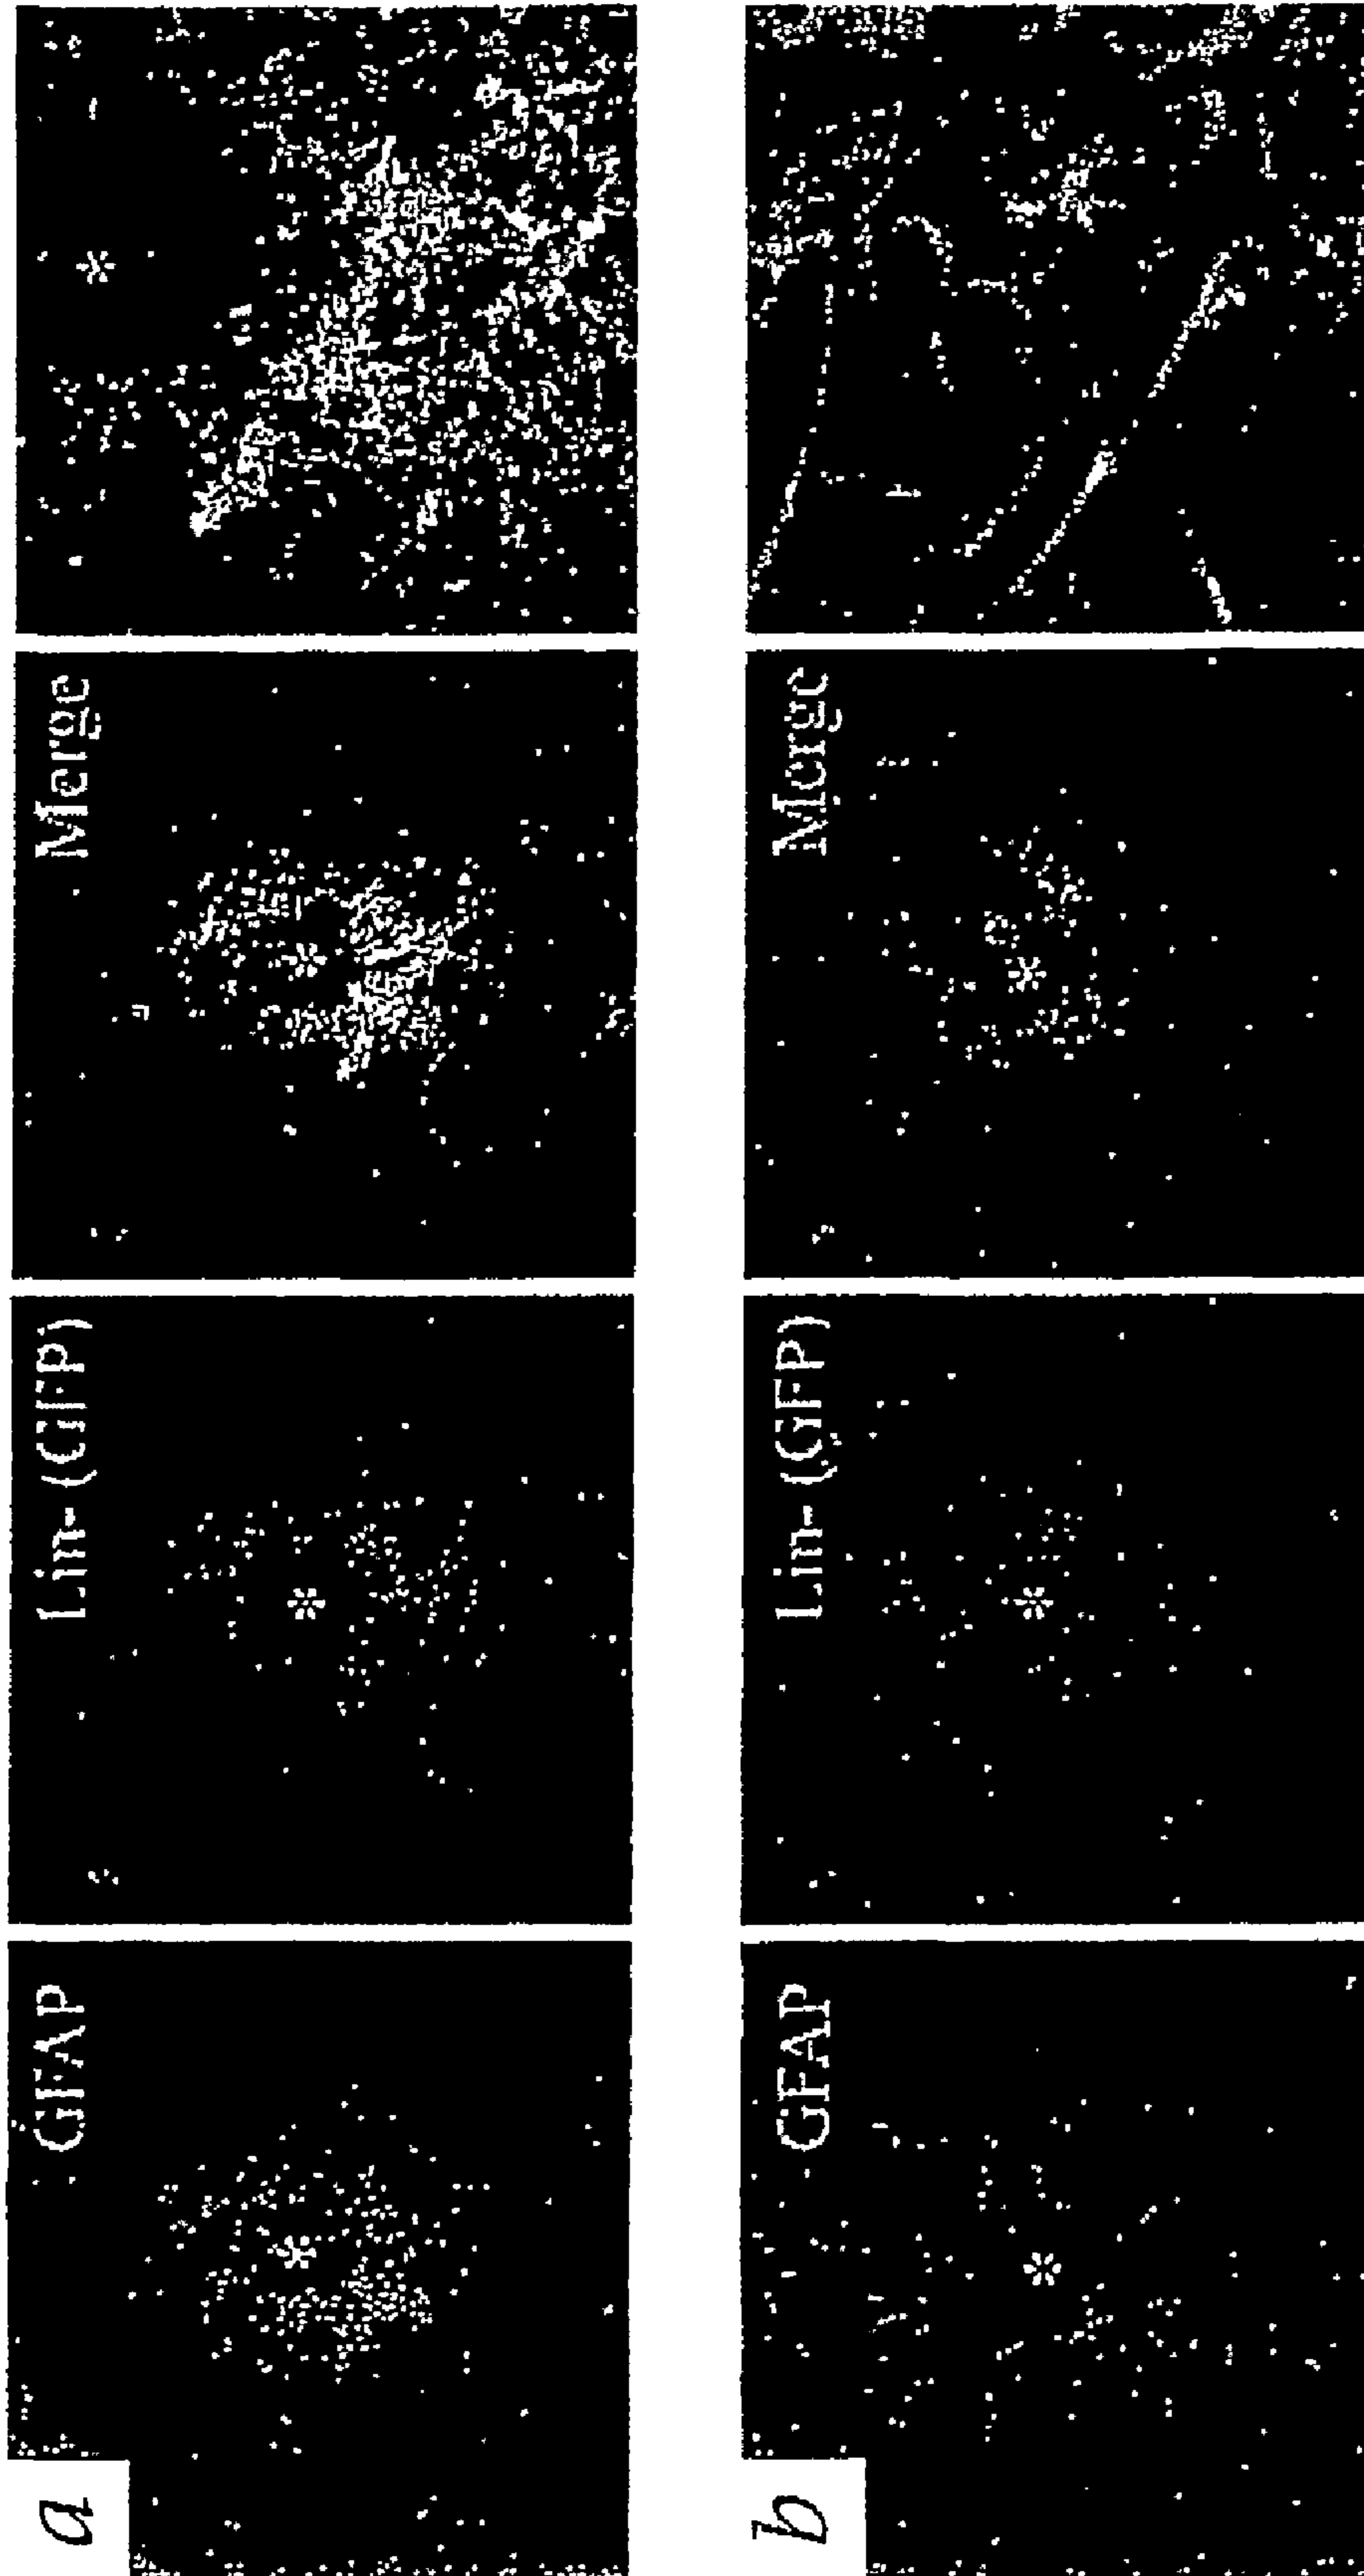 a
GFAP
Lin-(GFP)
Merge
b
GFAP
Lin-(GFP)
Merge